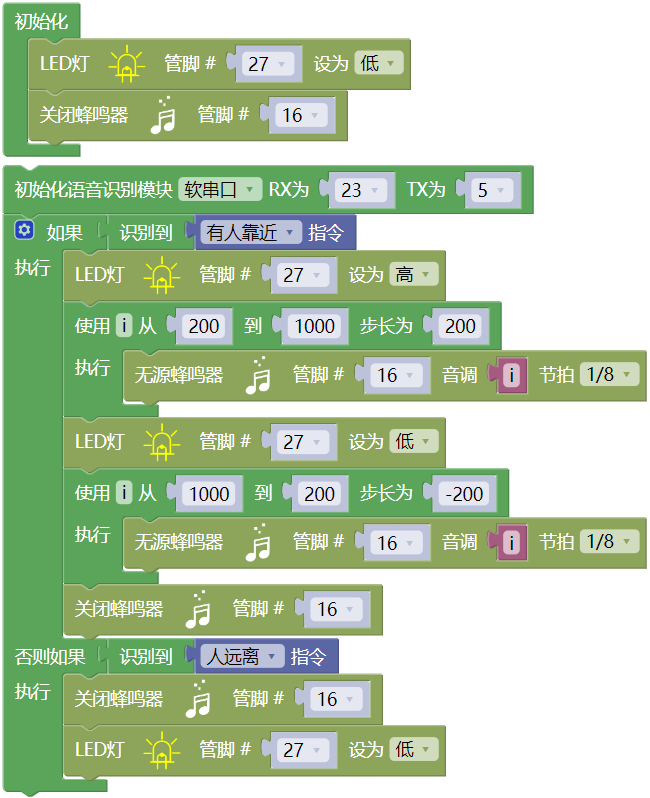 初始化
LED灯 管脚 # 27 设为 低
关闭蜂鸣器 管脚 # 16
初始化语音识别模块 软串口 RX为 23 TX为 5
如果 识别到 有人靠近 指令
执行 LED灯 管脚 # 27 设为 高
使用 i 从 200 到 1000 步长为 200
执行 无源蜂鸣器 管脚 # 16 音调 i 节拍 1/8
LED灯 管脚 # 27 设为 低
使用 i 从 1000 到 200 步长为 -200
执行 无源蜂鸣器 管脚 # 16 音调 i 节拍 1/8
关闭蜂鸣器 管脚 # 16
否则如果 识别到 人远离 指令
执行 关闭蜂鸣器 管脚 # 16
LED灯 管脚 # 27 设为 低